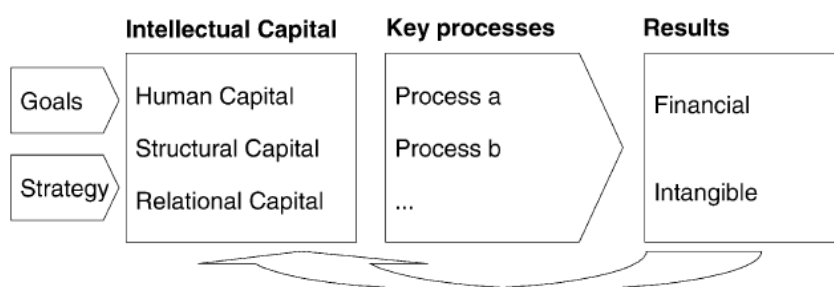 Intellectual Capital
Key processes
Results
Goals
Strategy
Human Capital
Structural Capital
Relational Capital
Process a
Process b
...
Financial
Intangible